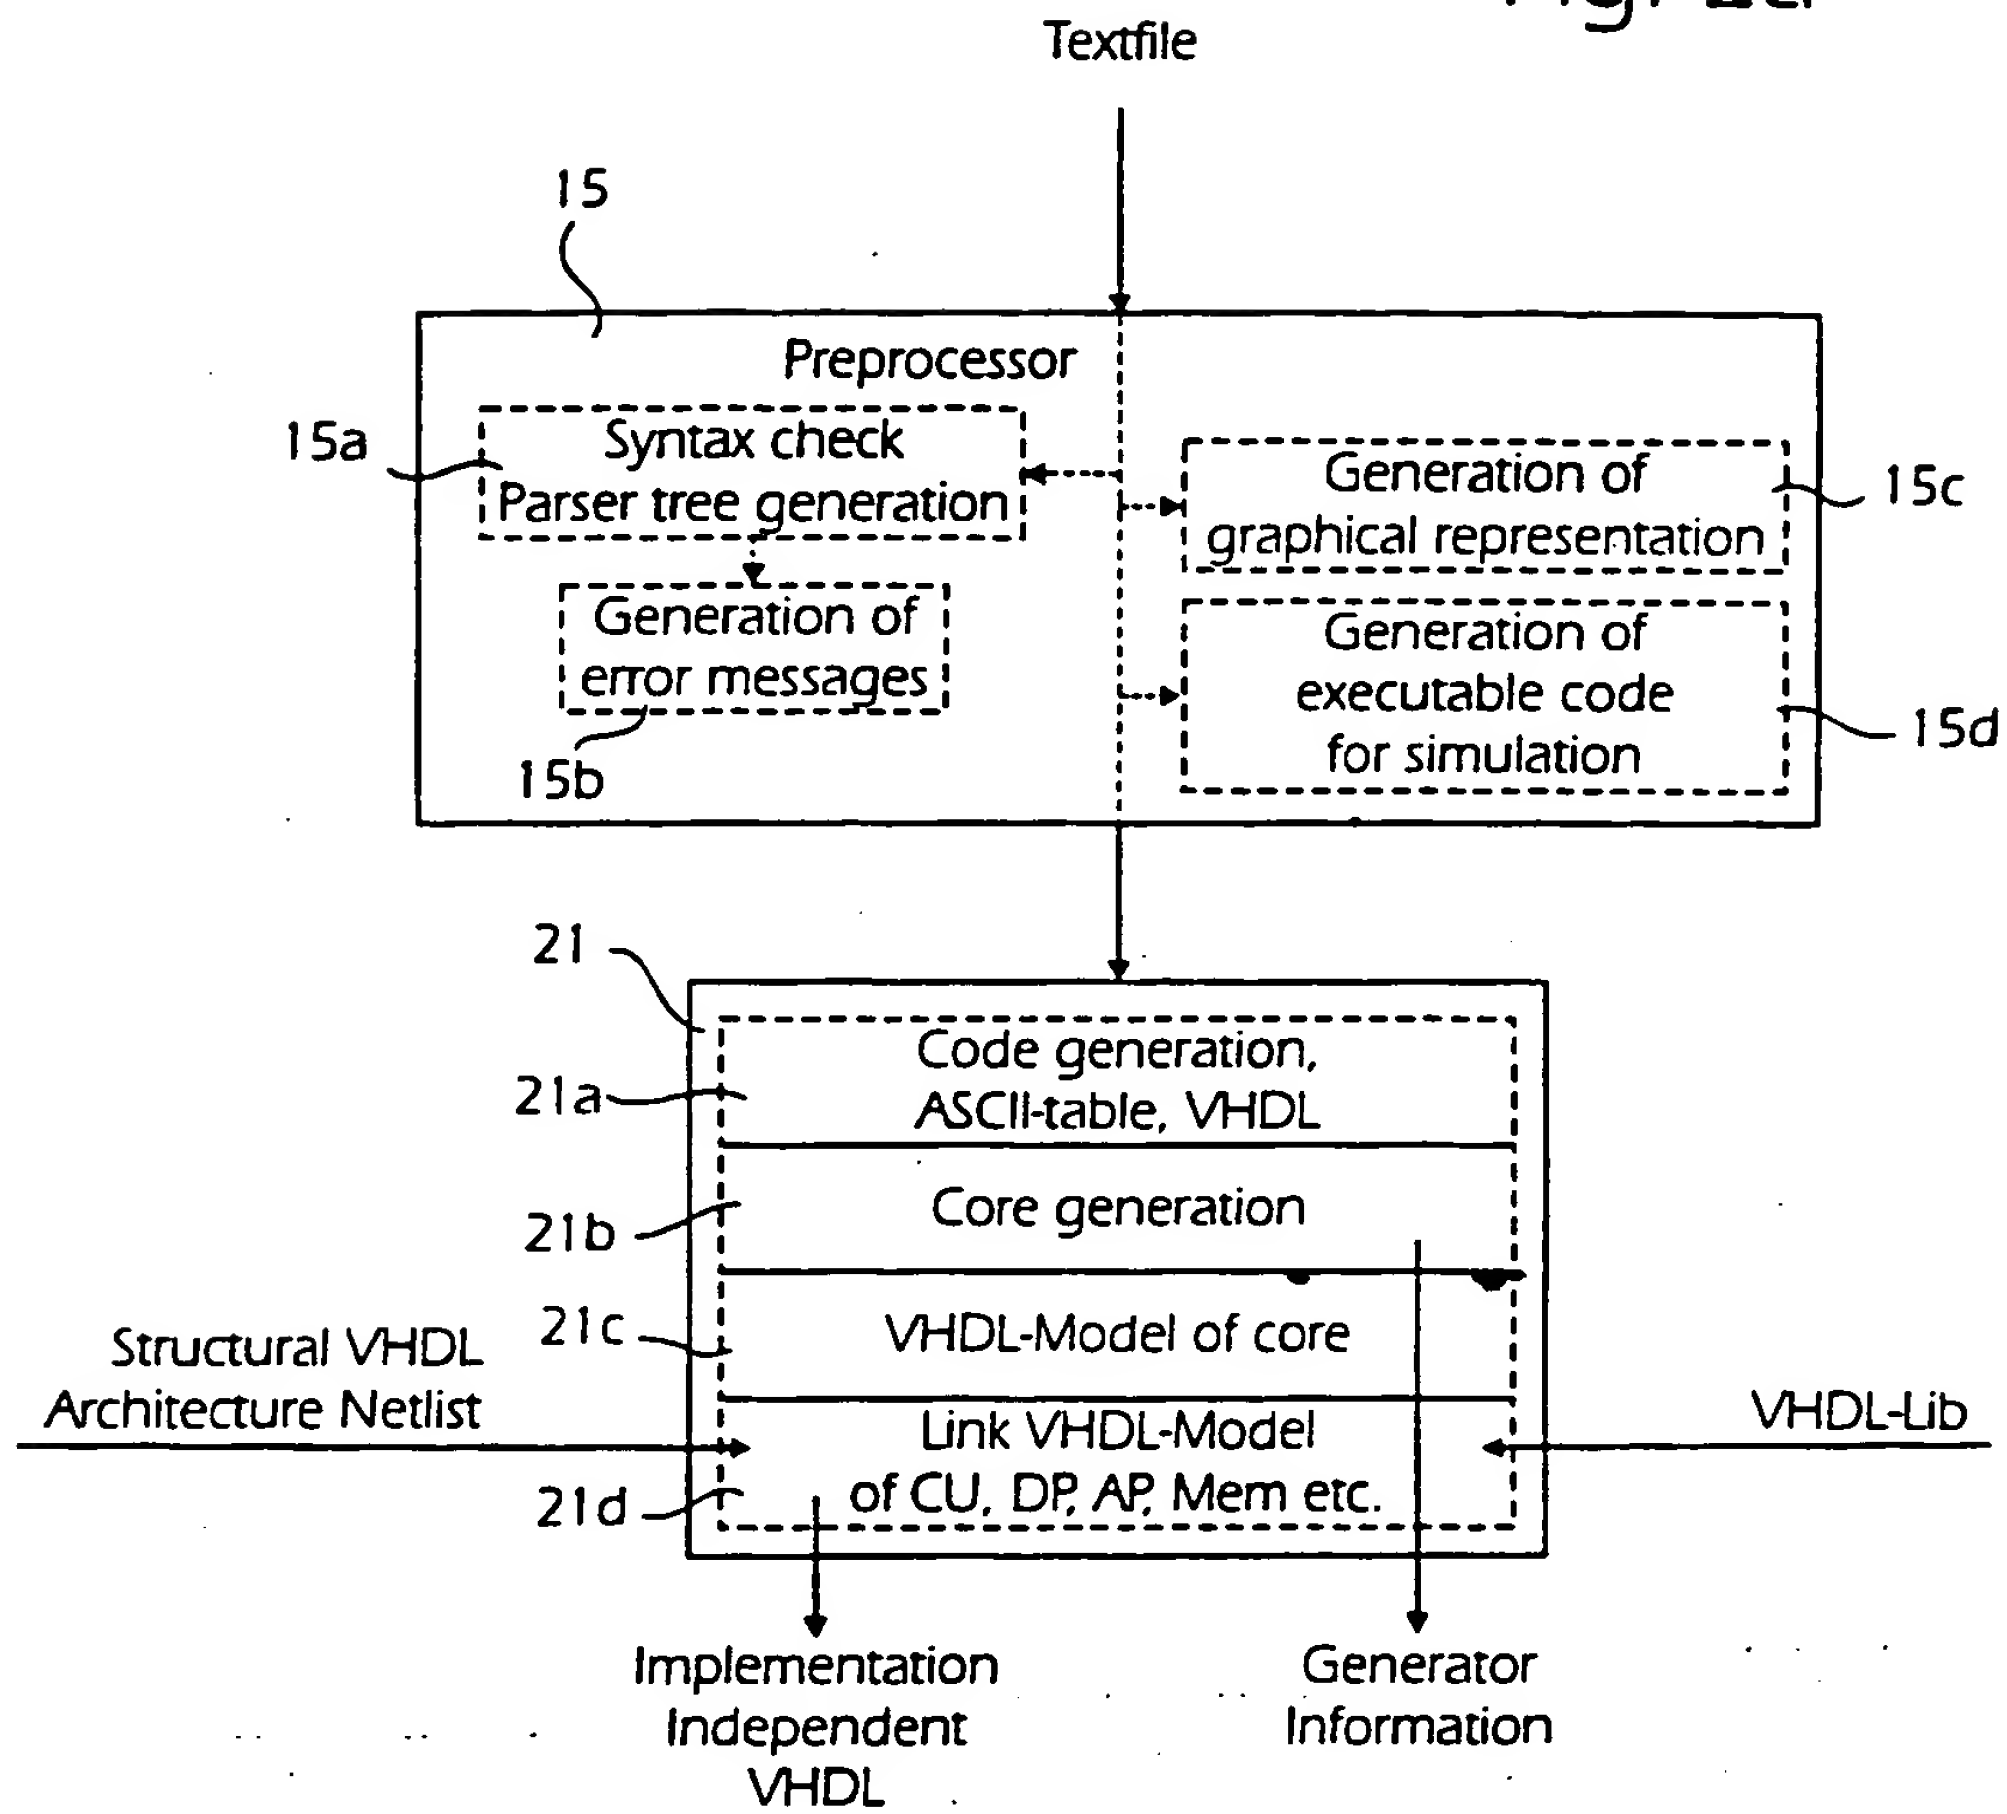 Textfile
15
Preprocessor
15a
Syntax check
Parser tree generation
Generation of
graphical representation
15c
Generation of
error messages
15b
Generation of
executable code
for simulation
15d
21
Code generation,
ASCII-table, VHDL
21a
Core generation
21b
VHDL-Model of core
21c
Structural VHDL
Architecture Netlist
VHDL-Lib
Link VHDL-Model
of CU, DP, AP, Mem etc.
21d
Implementation
Independent
VHDL
Generator
Information